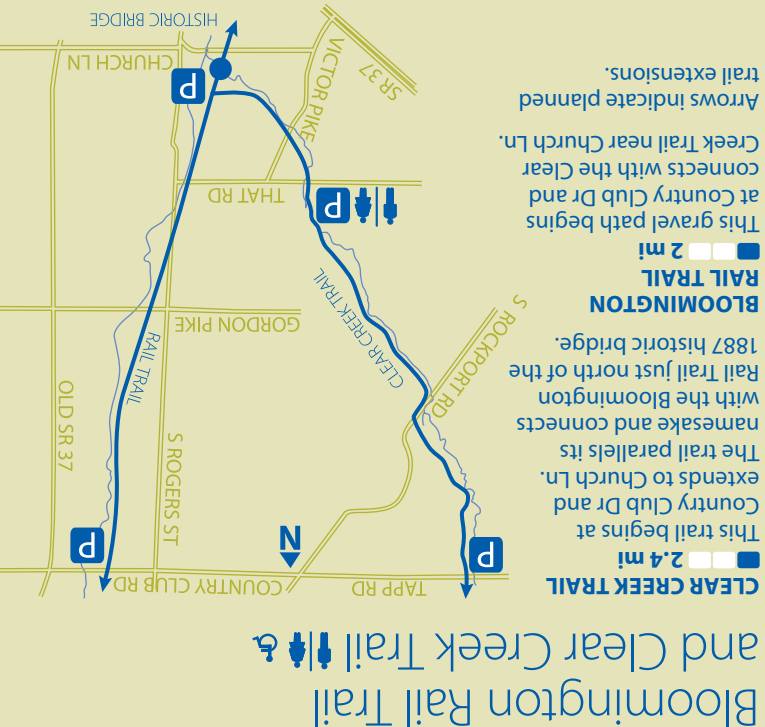 Bloomington Rail Trail
and Clear Creek Trail
CLEAR CREEK TRAIL
2.4 mi
This trail begins at
Country Club Dr and
extends to Church Ln.
The trail parallels its
namesake and connects
with the Bloomington
Rail Trail just north of the
1887 historic bridge.
BLOOMINGTON
RAIL TRAIL
2 mi
This gravel path begins
at Country Club Dr and
connects with the Clear
Creek Trail near Church Ln.
Arrows indicate planned
trail extensions.
TAPP RD
COUNTRY CLUB RD
P
P
N
S ROGERS ST
OLD SR 37
S ROCKPORT RD
RAIL TRAIL
CLEAR CREEK TRAIL
GORDON PIKE
P
THAT RD
VICTOR PIKE
SR 37
P
CHURCH LN
HISTORIC BRIDGE